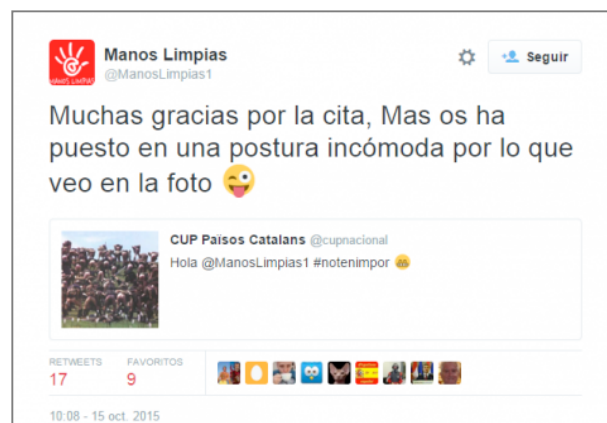 Manos Limpias
@ManosLimpias1
Seguir
Muchas gracias por la cita, Mas os ha
puesto en una postura incómoda por lo que
veo en la foto
CUP Països Catalans @cupnacional
Hola @ManosLimpias1 #notenimpor
RETWEETS FAVORITOS
17 9
10:08 - 15 oct. 2015